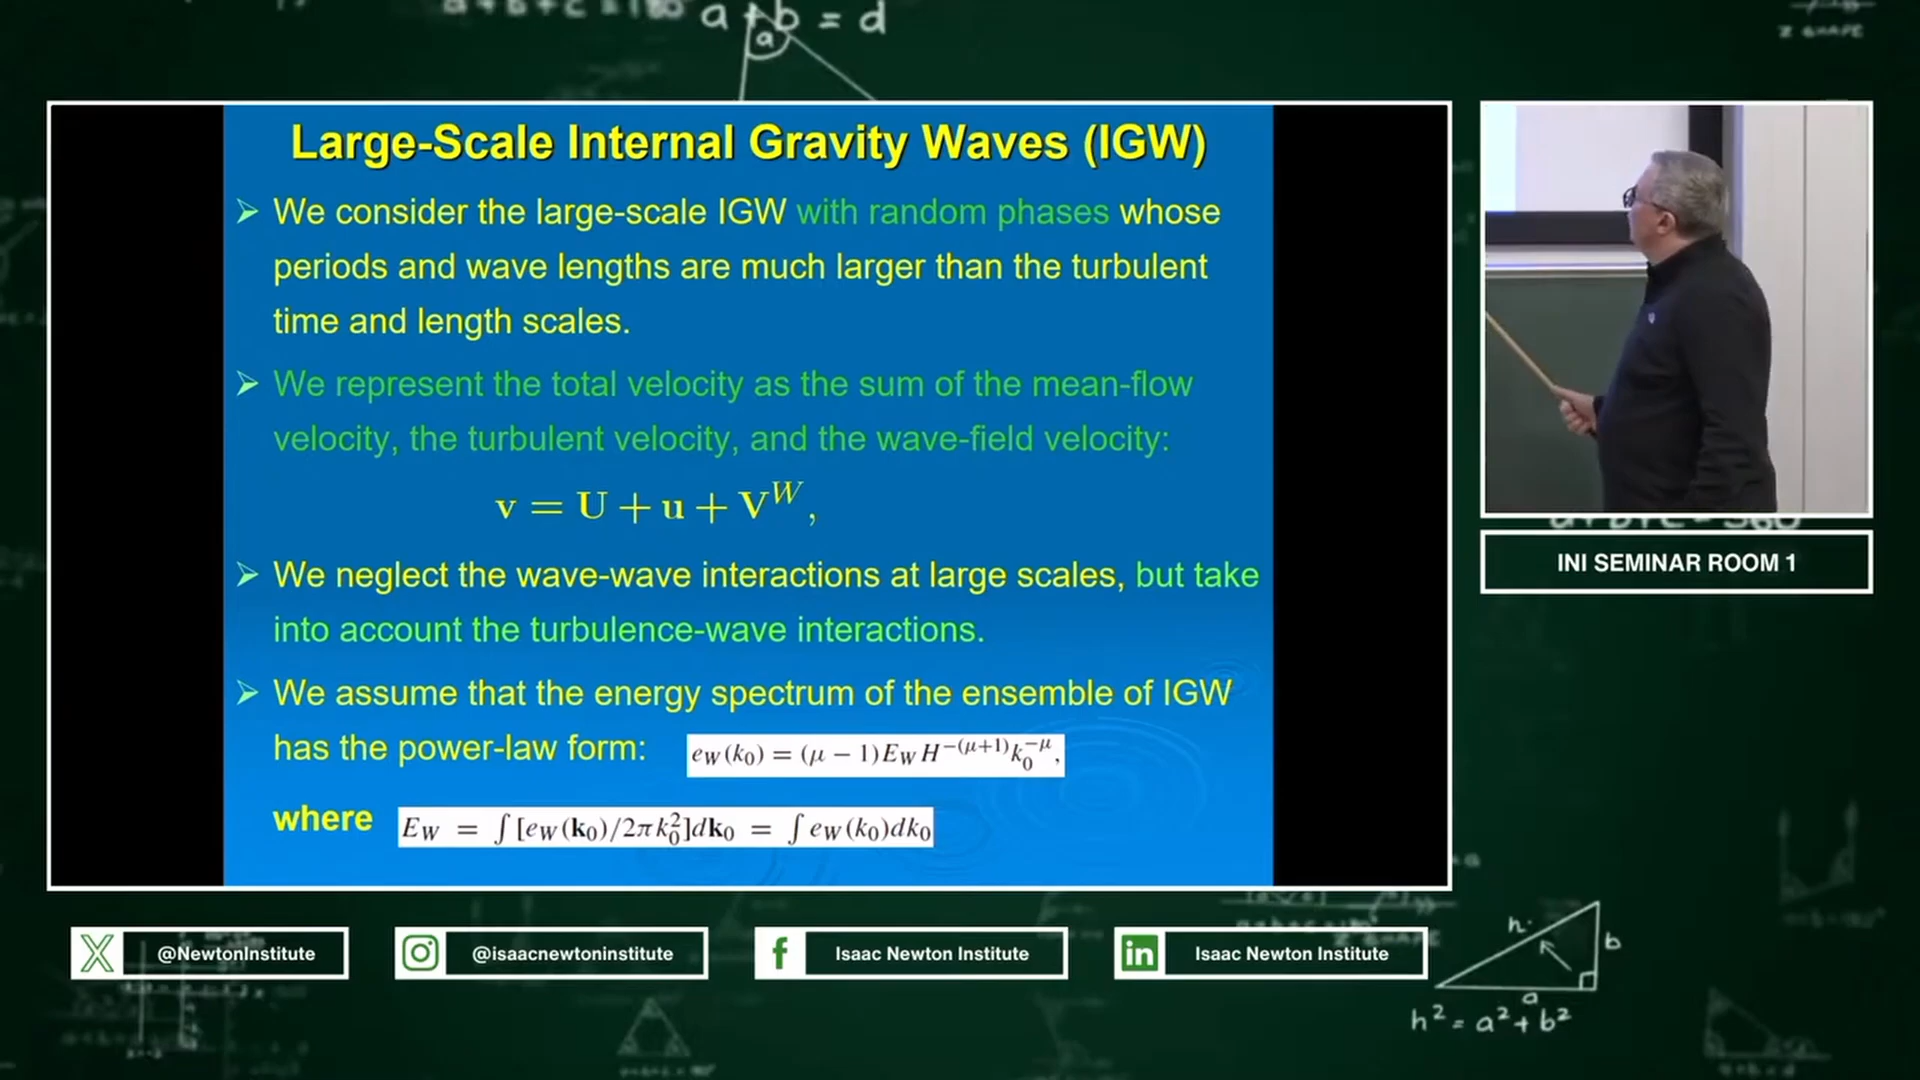 a + b = d
a
Z SHAPE
Large-Scale Internal Gravity Waves (IGW)
➢ We consider the large-scale IGW with random phases whose
periods and wave lengths are much larger than the turbulent
time and length scales.
➢ We represent the total velocity as the sum of the mean-flow
velocity, the turbulent velocity, and the wave-field velocity:
v = U + u + V^W,
➢ We neglect the wave-wave interactions at large scales, but take
into account the turbulence-wave interactions.
➢ We assume that the energy spectrum of the ensemble of IGW
has the power-law form: e_W(k_0) = (μ − 1)E_W H^{−(μ+1)} k_0^{−μ},
where E_W = ∫[e_W(𝐤_0)/2πk_0^2]d𝐤_0 = ∫e_W(k_0)dk_0
INI SEMINAR ROOM 1
@NewtonInstitute
@isaacnewtoninstitute
Isaac Newton Institute
in Isaac Newton Institute
h
b
a
h² = a² + b²